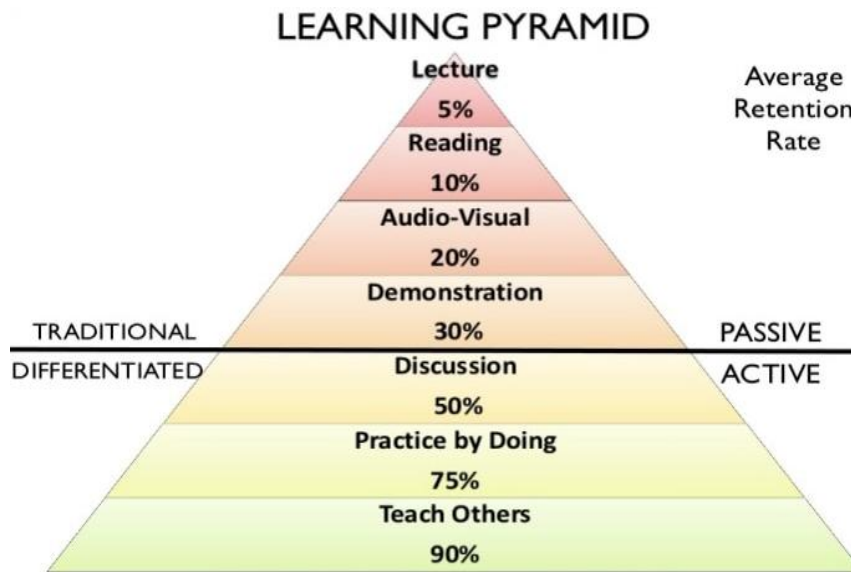 LEARNING PYRAMID
Lecture
5%
Average
Retention
Rate
Reading
10%
Audio-Visual
20%
Demonstration
30%
TRADITIONAL
PASSIVE
DIFFERENTIATED
ACTIVE
Discussion
50%
Practice by Doing
75%
Teach Others
90%